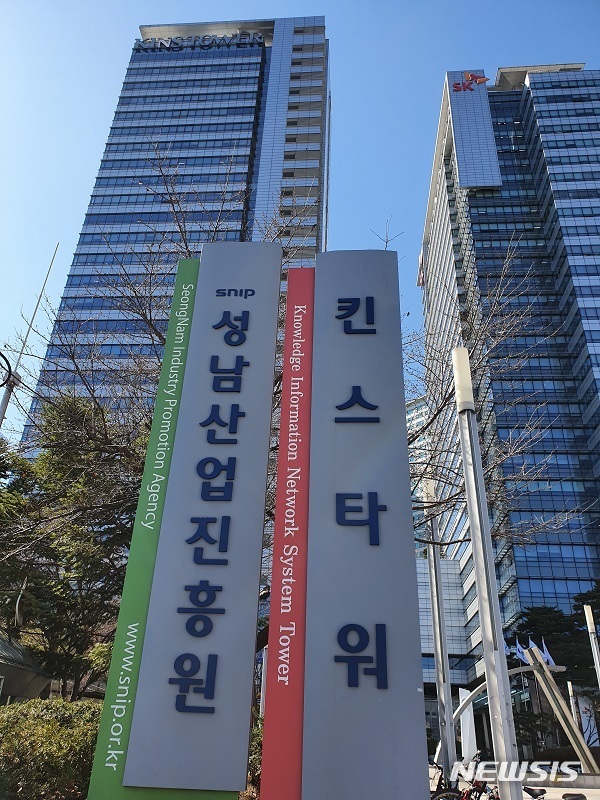 KINS TOWER
SK
SeongNam Industry Promotion Agency
www.snip.or.kr
snip
성남산업진흥원
Knowledge Information Network System Tower
킨스타워
NEWSIS